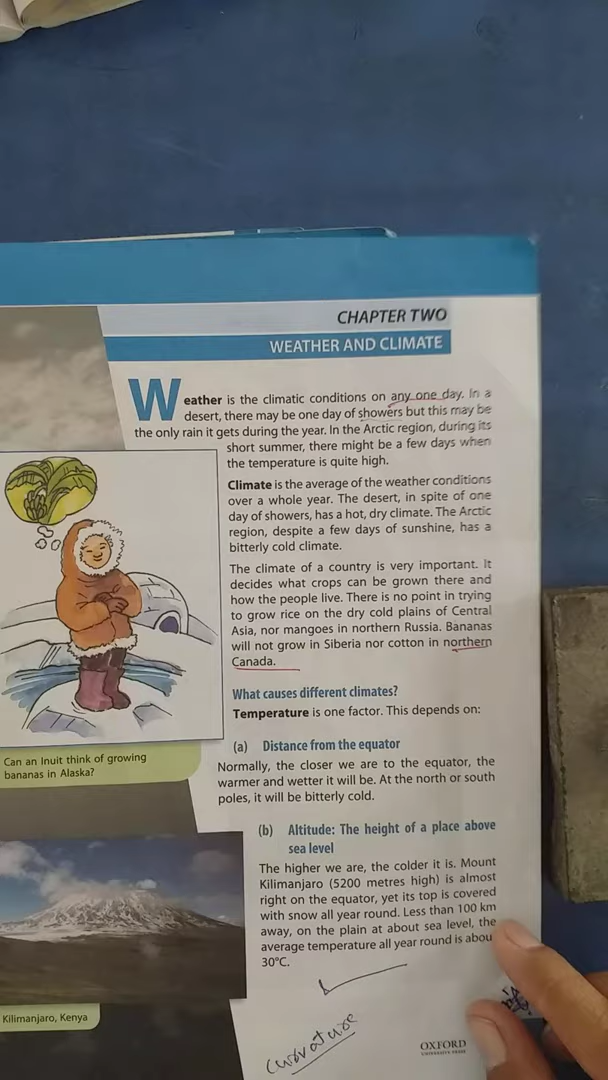 CHAPTER TWO
WEATHER AND CLIMATE
Weather is the climatic conditions on any one day. In a
desert, there may be one day of showers but this may be
the only rain it gets during the year. In the Arctic region, during its
short summer, there might be a few days when
the temperature is quite high.
Climate is the average of the weather conditions
over a whole year. The desert, in spite of one
day of showers, has a hot, dry climate. The Arctic
region, despite a few days of sunshine, has a
bitterly cold climate.
The climate of a country is very important. It
decides what crops can be grown there and
how the people live. There is no point in trying
to grow rice on the dry cold plains of Central
Asia, nor mangoes in northern Russia. Bananas
will not grow in Siberia nor cotton in northern
Canada.
Can an Inuit think of growing
bananas in Alaska?
What causes different climates?
Temperature is one factor. This depends on:
(a) Distance from the equator
Normally, the closer we are to the equator, the
warmer and wetter it will be. At the north or south
poles, it will be bitterly cold.
(b) Altitude: The height of a place above
sea level
The higher we are, the colder it is. Mount
Kilimanjaro (5200 metres high) is almost
right on the equator, yet its top is covered
with snow all year round. Less than 100 km
away, on the plain at about sea level, the
average temperature all year round is abou
30°C.
Kilimanjaro, Kenya
curvature
OXFORD
UNIVERSITY PRESS